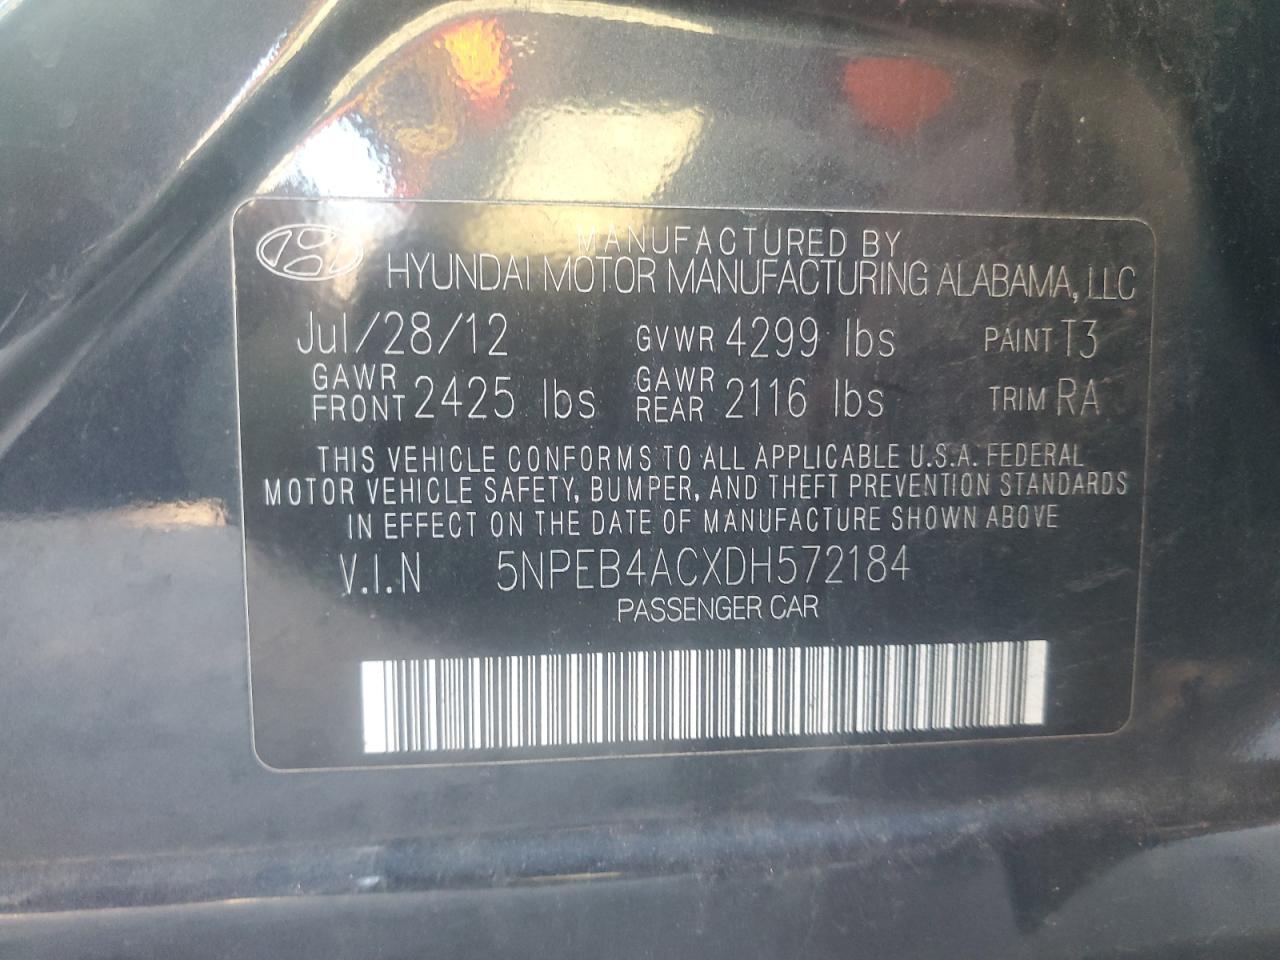 MANUFACTURED BY
HYUNDAI MOTOR MANUFACTURING ALABAMA, LLC
Jul/28/12 GVWR 4299 lbs PAINT T3
GAWR FRONT 2425 lbs GAWR REAR 2116 lbs TRIM RA
THIS VEHICLE CONFORMS TO ALL APPLICABLE U.S.A. FEDERAL
MOTOR VEHICLE SAFETY, BUMPER, AND THEFT PREVENTION STANDARDS
IN EFFECT ON THE DATE OF MANUFACTURE SHOWN ABOVE
V.I.N 5NPEB4ACXDH572184
PASSENGER CAR